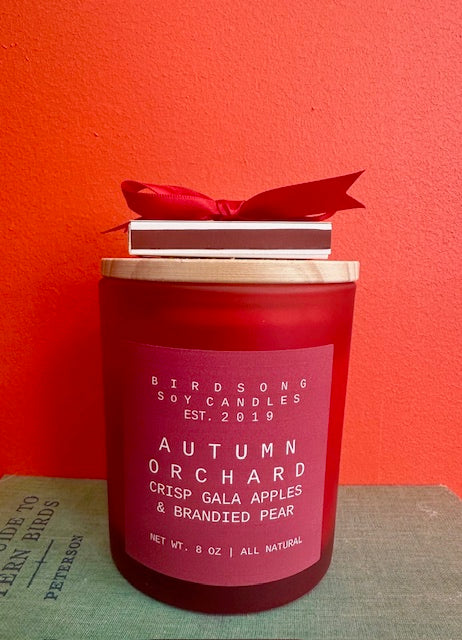 BIRDSONG
SoY CANDLES
EST. 2019
AUTUMN
ORCHARD
CRISP GALA APPLES
& BRANDIED PEAR
NET WT. 8 OZ | ALL NATURAL
TO
BIRDS
PETERSON